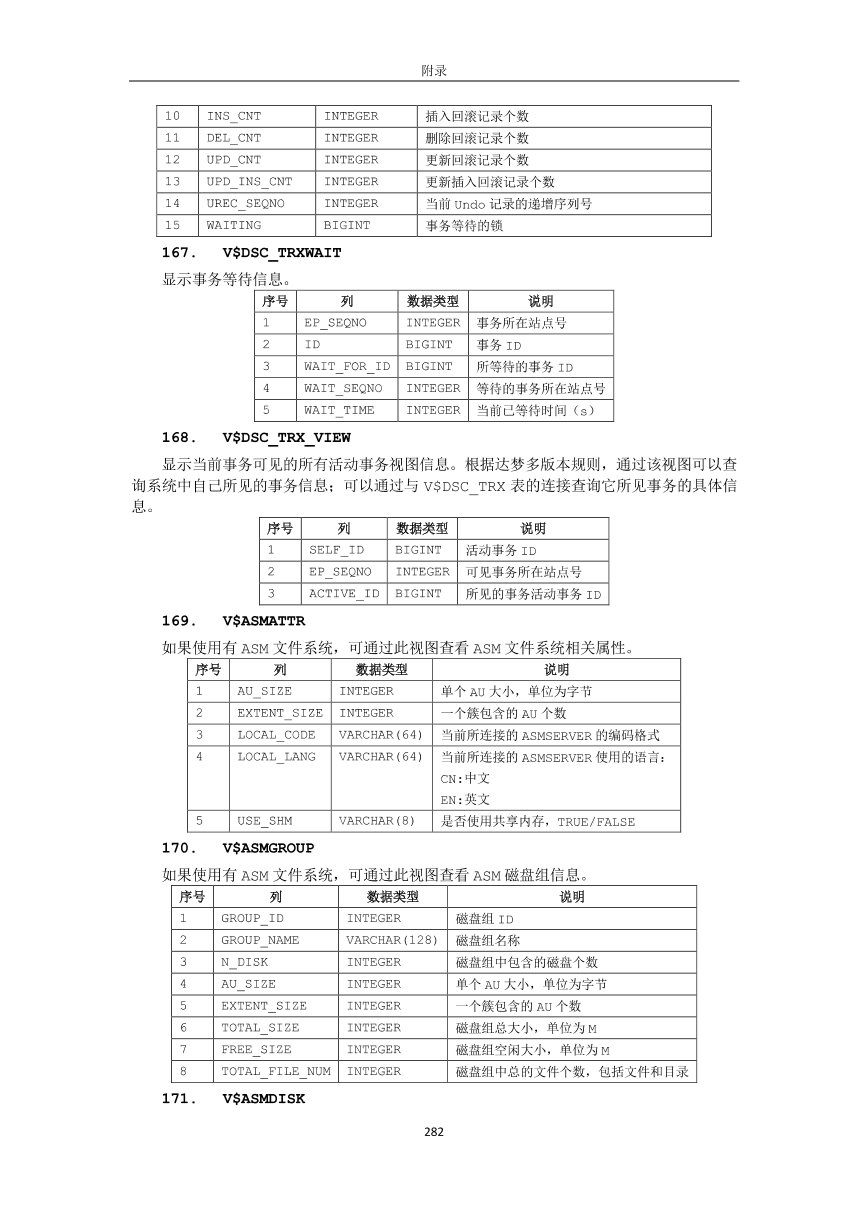 附录
10 INS_CNT INTEGER 插入回滚记录个数
11 DEL_CNT INTEGER 删除回滚记录个数
12 UPD_CNT INTEGER 更新回滚记录个数
13 UPD_INS_CNT INTEGER 更新插入回滚记录个数
14 UREC_SEQNO INTEGER 当前 Undo 记录的递增序列号
15 WAITING BIGINT 事务等待的锁
167. V$DSC_TRXWAIT
显示事务等待信息。
序号 列 数据类型 说明
1 EP_SEQNO INTEGER 事务所在站点号
2 ID BIGINT 事务 ID
3 WAIT_FOR_ID BIGINT 所等待的事务 ID
4 WAIT_SEQNO INTEGER 等待的事务所在站点号
5 WAIT_TIME INTEGER 当前已等待时间（s）
168. V$DSC_TRX_VIEW
显示当前事务可见的所有活动事务视图信息。根据达梦多版本规则，通过该视图可以查
询系统中自己所见的事务信息；可以通过与 V$DSC_TRX 表的连接查询它所见事务的具体信
息。
序号 列 数据类型 说明
1 SELF_ID BIGINT 活动事务 ID
2 EP_SEQNO INTEGER 可见事务所在站点号
3 ACTIVE_ID BIGINT 所见的事务活动事务 ID
169. V$ASMATTR
如果使用有 ASM 文件系统，可通过此视图查看 ASM 文件系统相关属性。
序号 列 数据类型 说明
1 AU_SIZE INTEGER 单个 AU 大小，单位为字节
2 EXTENT_SIZE INTEGER 一个簇包含的 AU 个数
3 LOCAL_CODE VARCHAR(64) 当前所连接的 ASMSERVER 的编码格式
4 LOCAL_LANG VARCHAR(64) 当前所连接的 ASMSERVER 使用的语言：
CN:中文
EN:英文
5 USE_SHM VARCHAR(8) 是否使用共享内存，TRUE/FALSE
170. V$ASMGROUP
如果使用有 ASM 文件系统，可通过此视图查看 ASM 磁盘组信息。
序号 列 数据类型 说明
1 GROUP_ID INTEGER 磁盘组 ID
2 GROUP_NAME VARCHAR(128) 磁盘组名称
3 N_DISK INTEGER 磁盘组中包含的磁盘个数
4 AU_SIZE INTEGER 单个 AU 大小，单位为字节
5 EXTENT_SIZE INTEGER 一个簇包含的 AU 个数
6 TOTAL_SIZE INTEGER 磁盘组总大小，单位为 M
7 FREE_SIZE INTEGER 磁盘组空闲大小，单位为 M
8 TOTAL_FILE_NUM INTEGER 磁盘组中总的文件个数，包括文件和目录
171. V$ASMDISK
282